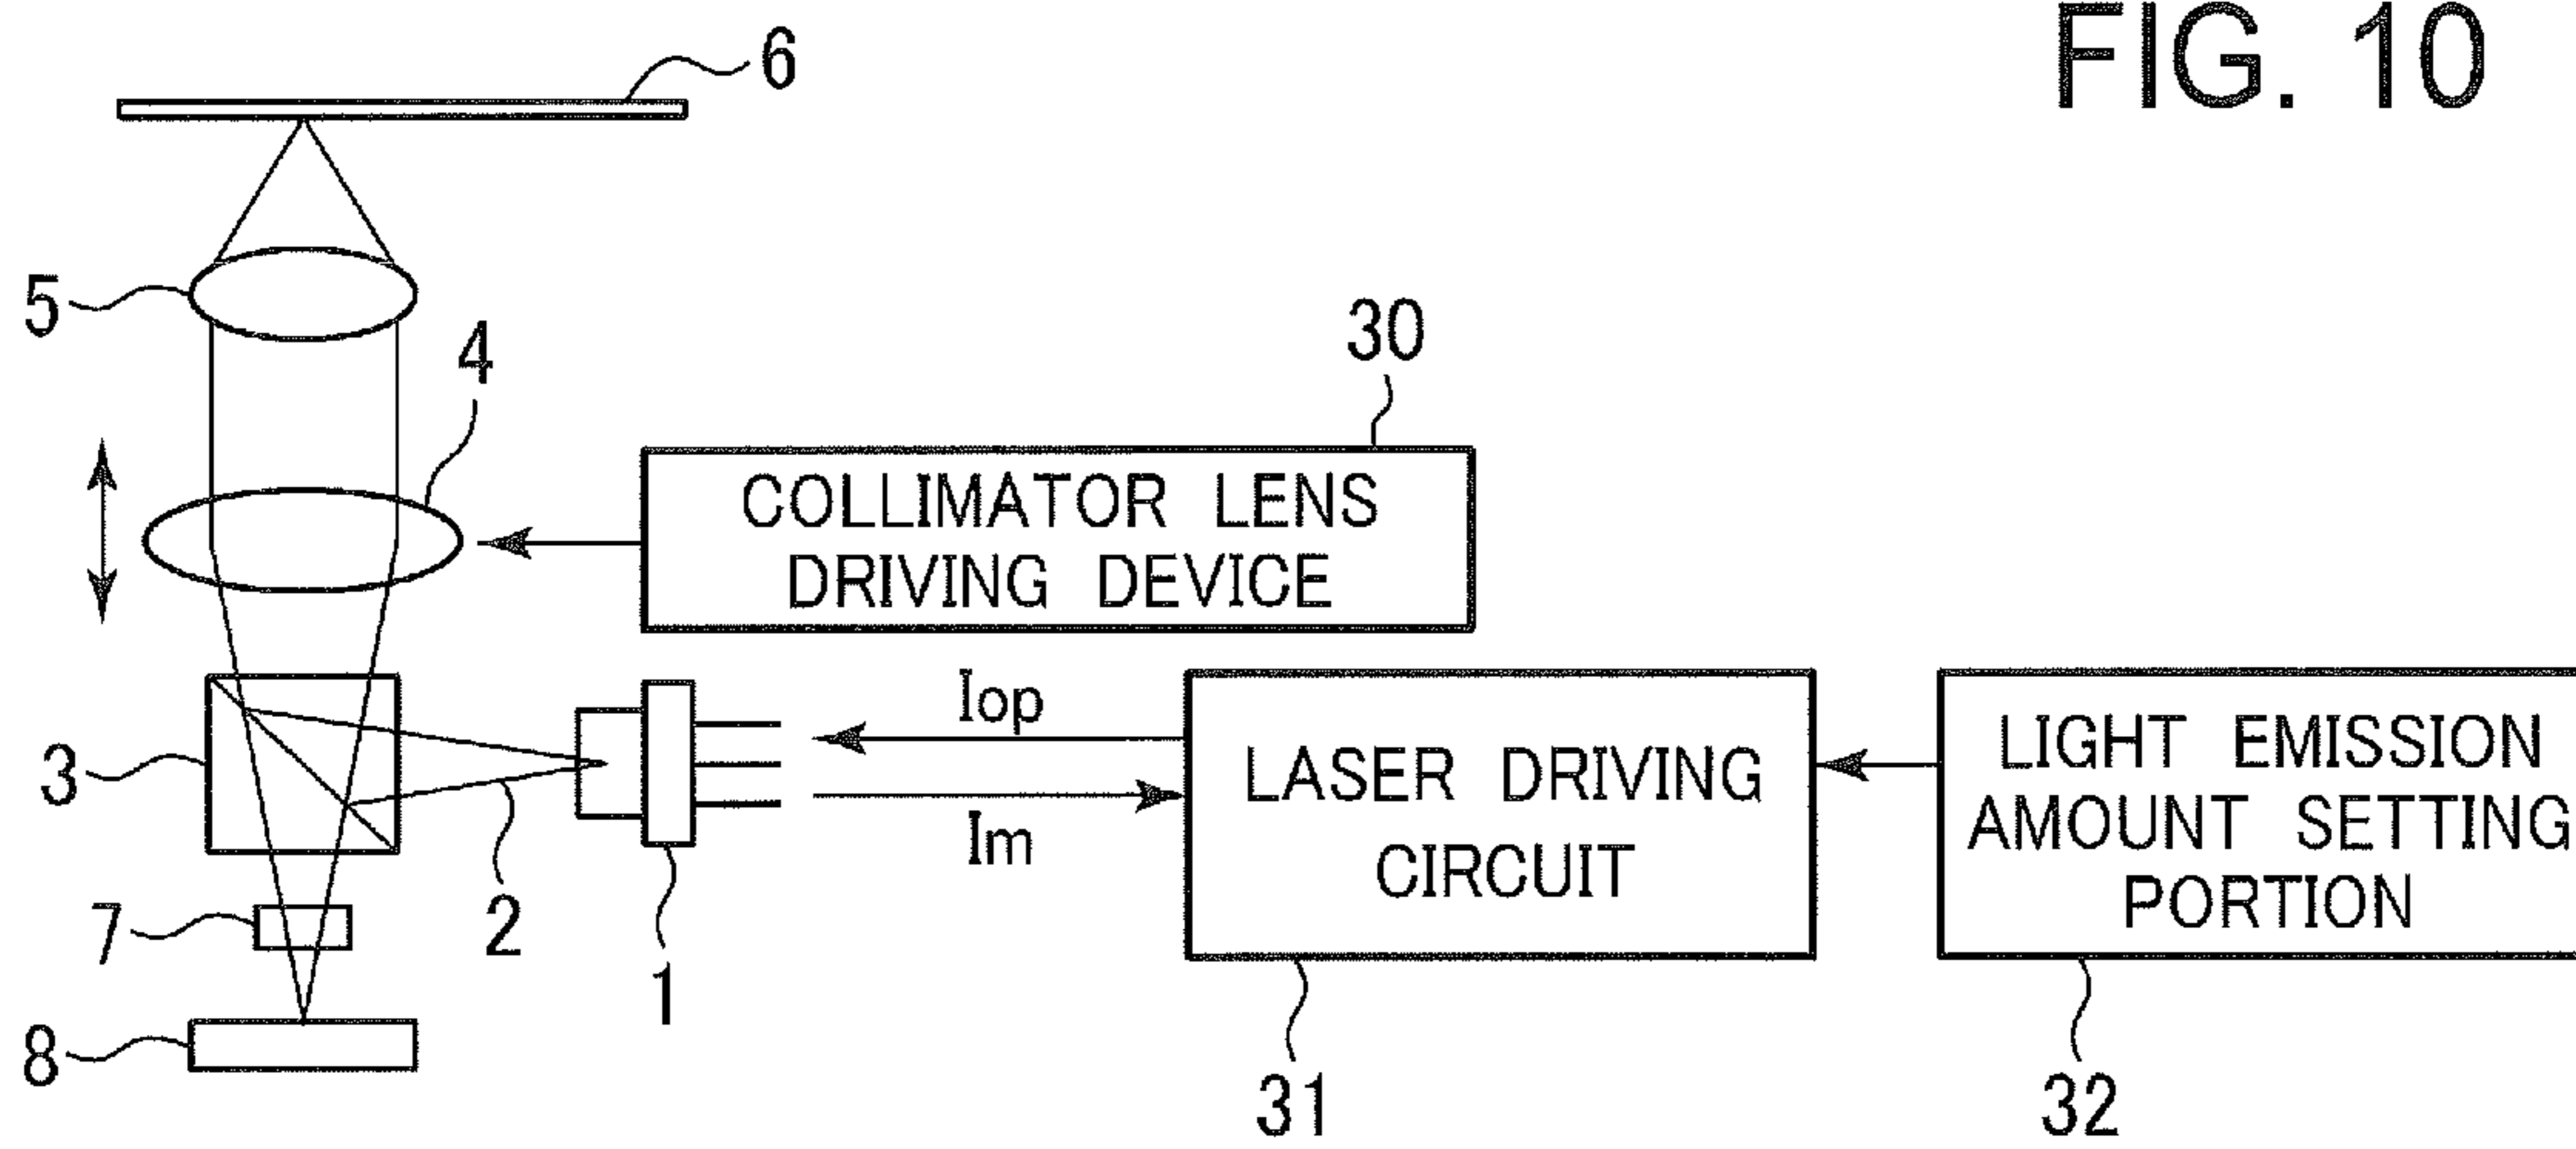 FIG. 10
6
5
4
30
COLLIMATOR LENS
DRIVING DEVICE
3
Iop
Im
LASER DRIVING
CIRCUIT
LIGHT EMISSION
AMOUNT SETTING
PORTION
7
2
1
8
31
32